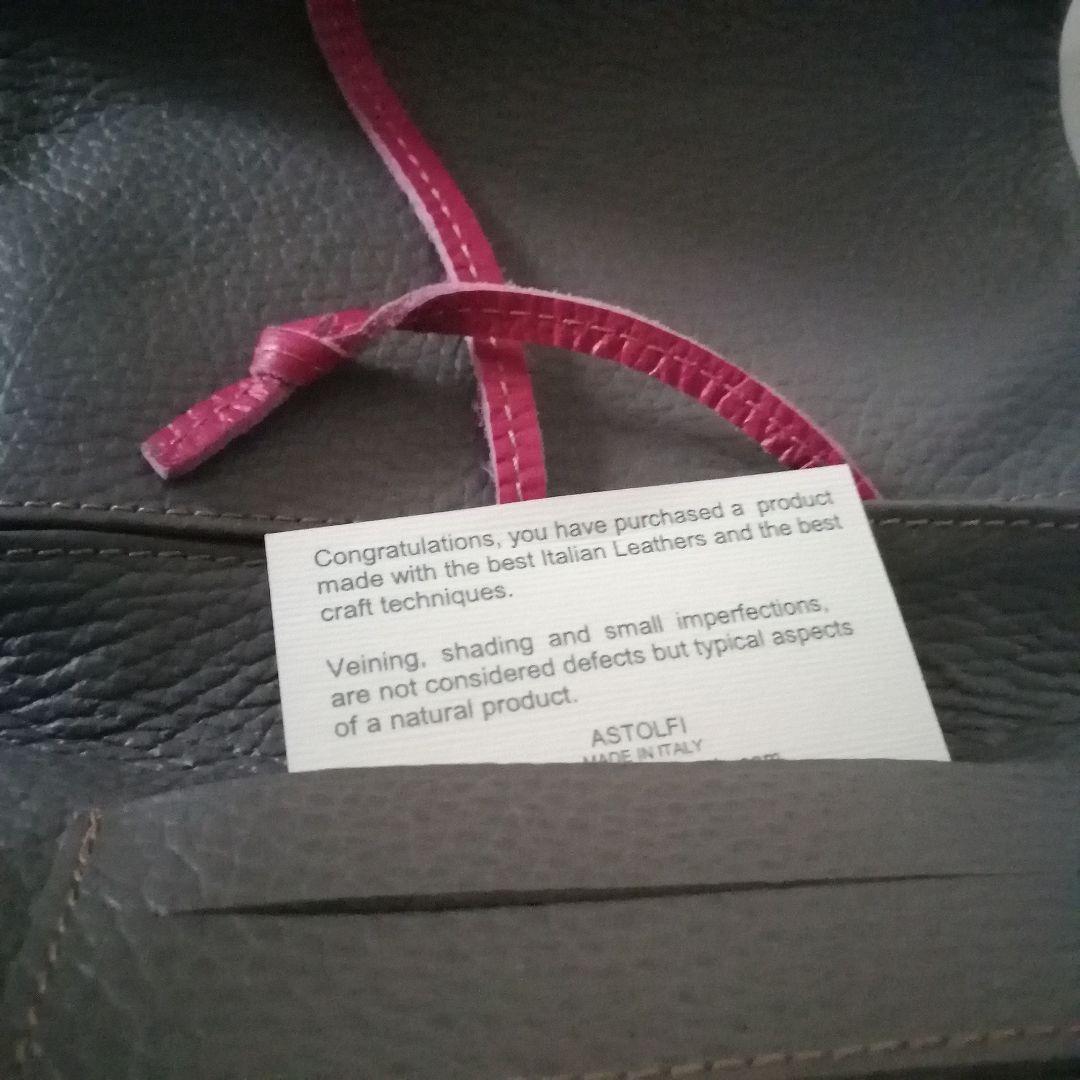 Congratulations, you have purchased a product
made with the best Italian Leathers and the best
craft techniques.
Veining, shading and small imperfections,
are not considered defects but typical aspects
of a natural product.
ASTOLFI
MADE IN ITALY